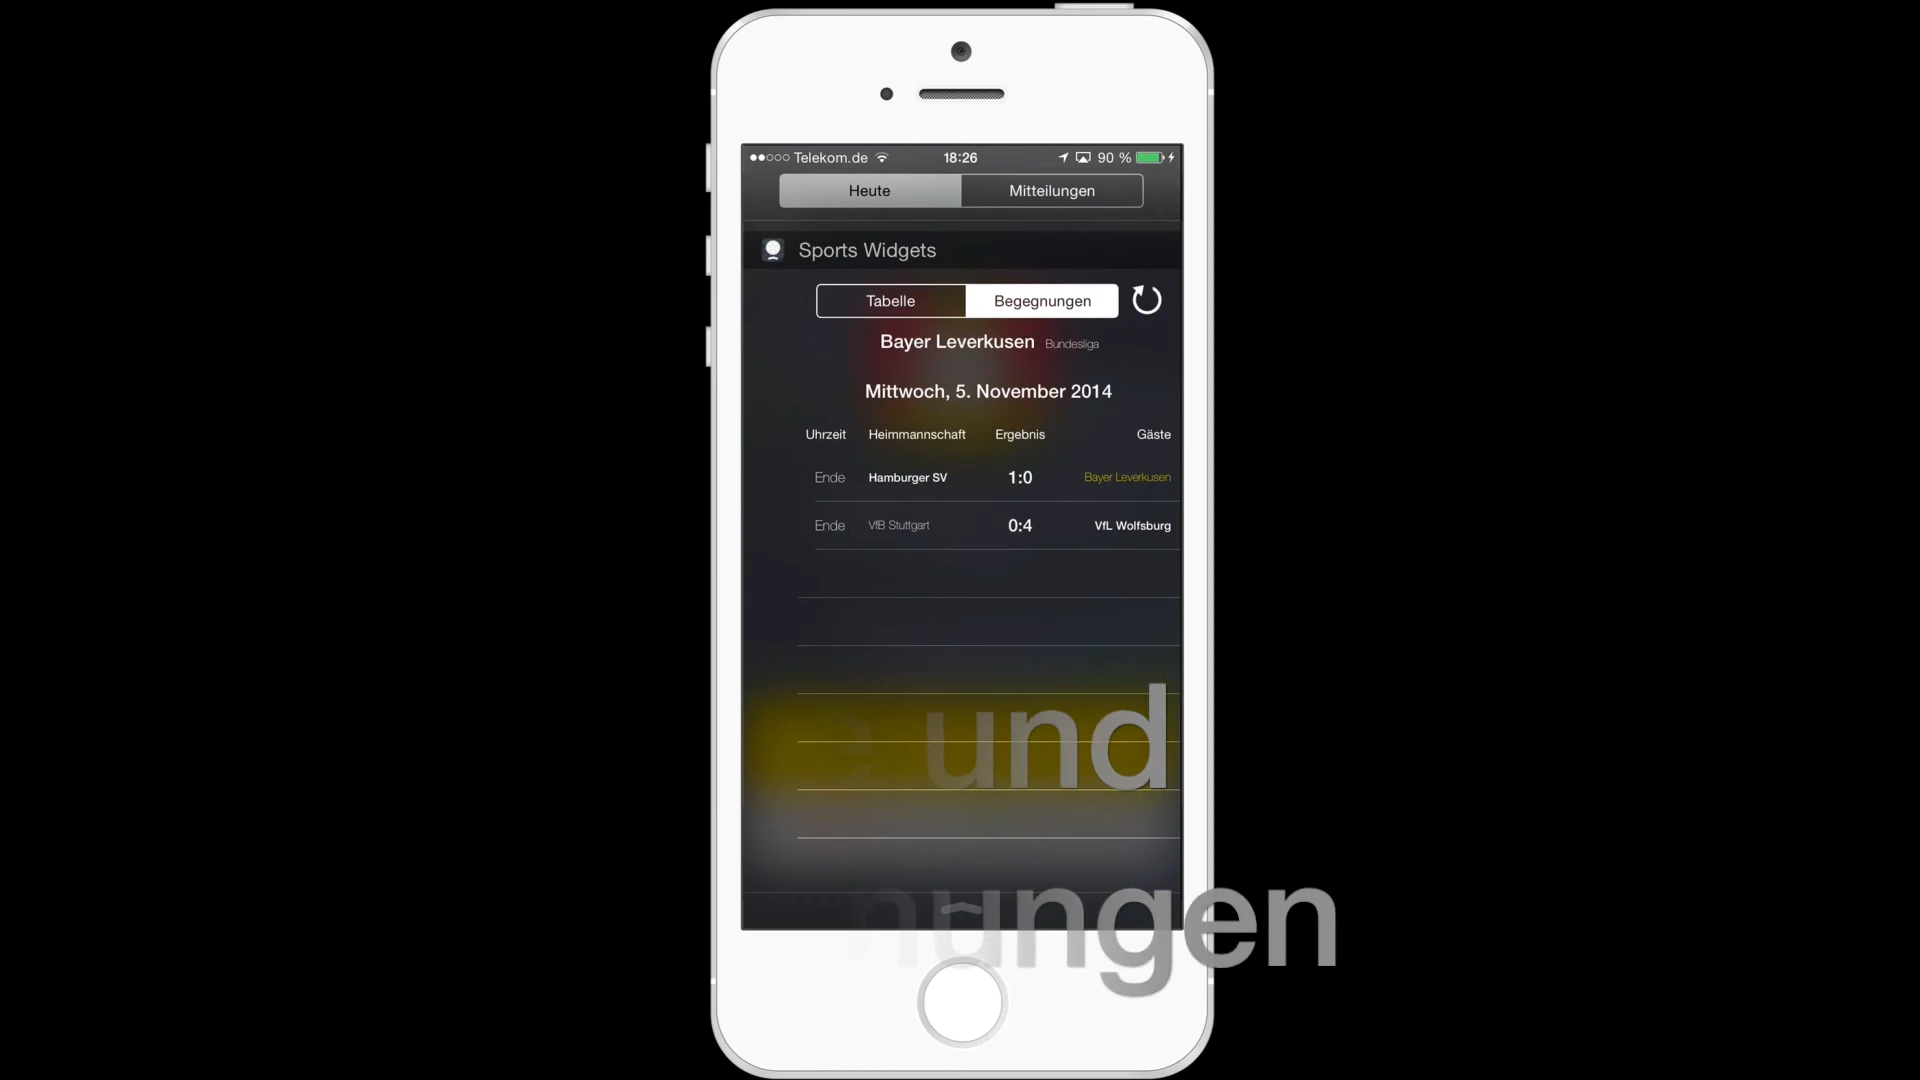 Telekom.de 18:26 90 %
Heute Mitteilungen
Sports Widgets
Tabelle Begegnungen
Bayer Leverkusen Bundesliga
Mittwoch, 5. November 2014
Uhrzeit Heimmannschaft Ergebnis Gäste
Ende Hamburger SV 1:0 Bayer Leverkusen
Ende VfB Stuttgart 0:4 VfL Wolfsburg
e und
nungen